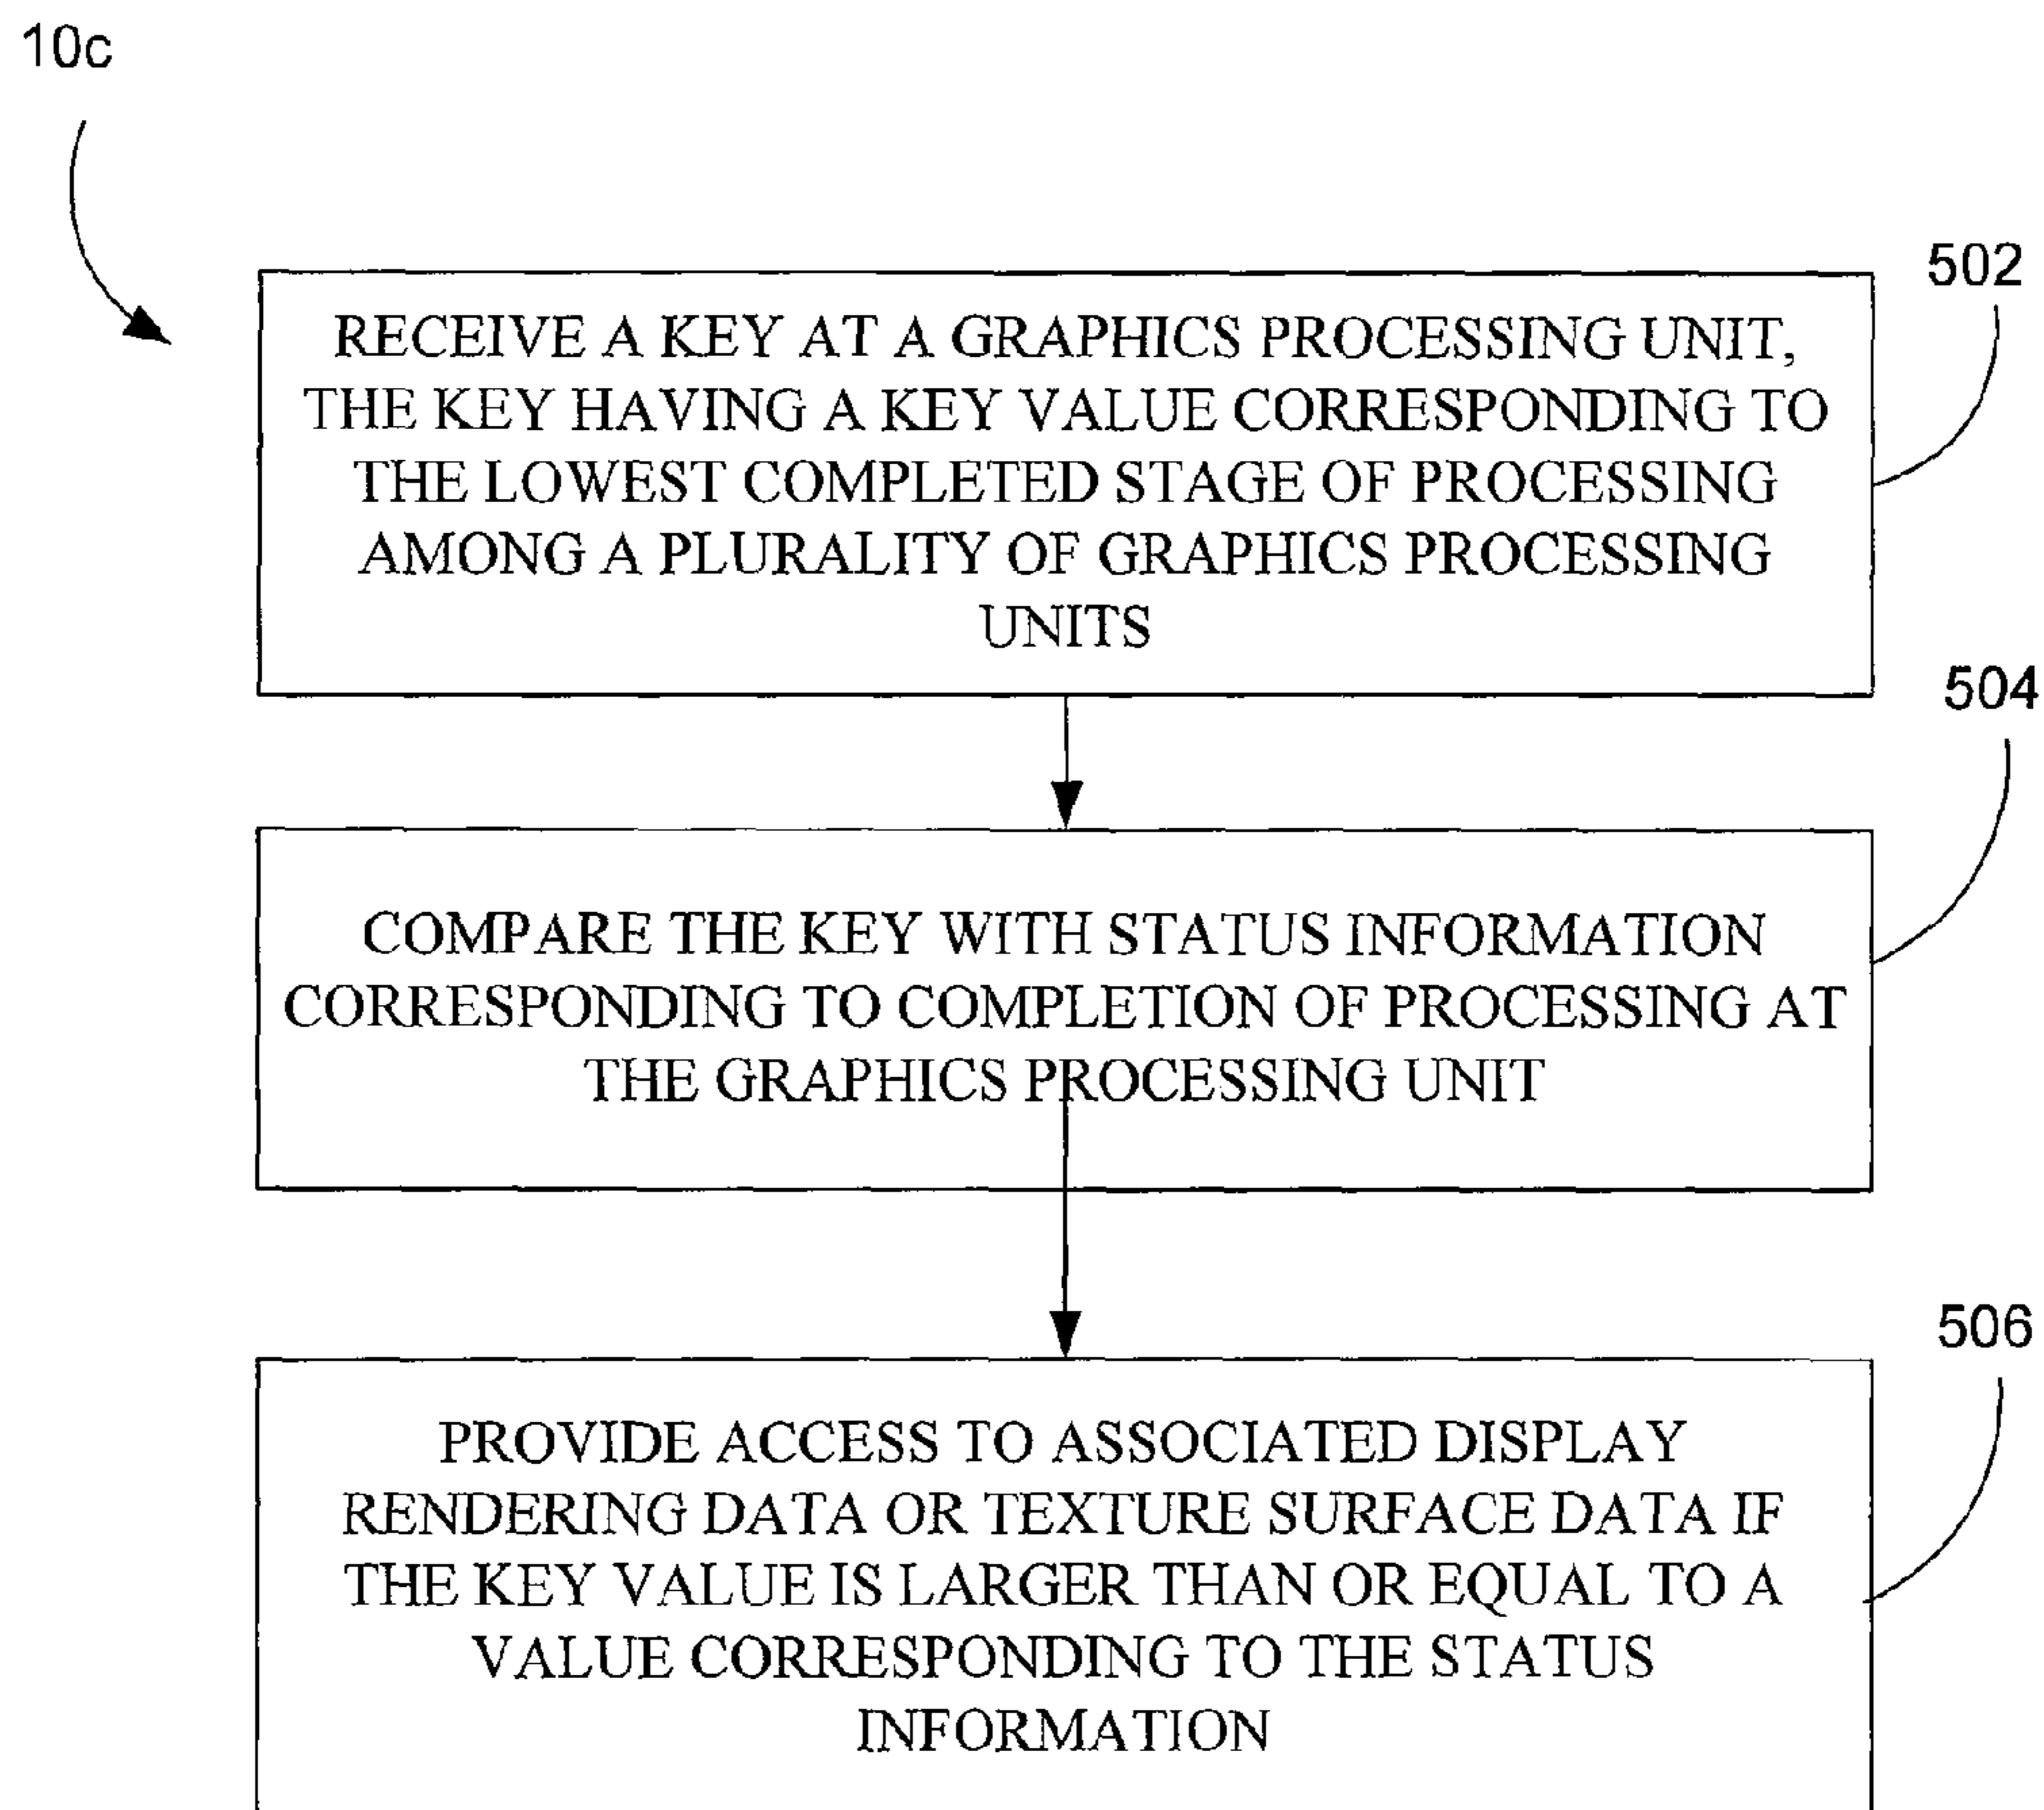 10c
502
RECEIVE A KEY AT A GRAPHICS PROCESSING UNIT,
THE KEY HAVING A KEY VALUE CORRESPONDING TO
THE LOWEST COMPLETED STAGE OF PROCESSING
AMONG A PLURALITY OF GRAPHICS PROCESSING
UNITS
504
COMPARE THE KEY WITH STATUS INFORMATION
CORRESPONDING TO COMPLETION OF PROCESSING AT
THE GRAPHICS PROCESSING UNIT
506
PROVIDE ACCESS TO ASSOCIATED DISPLAY
RENDERING DATA OR TEXTURE SURFACE DATA IF
THE KEY VALUE IS LARGER THAN OR EQUAL TO A
VALUE CORRESPONDING TO THE STATUS
INFORMATION